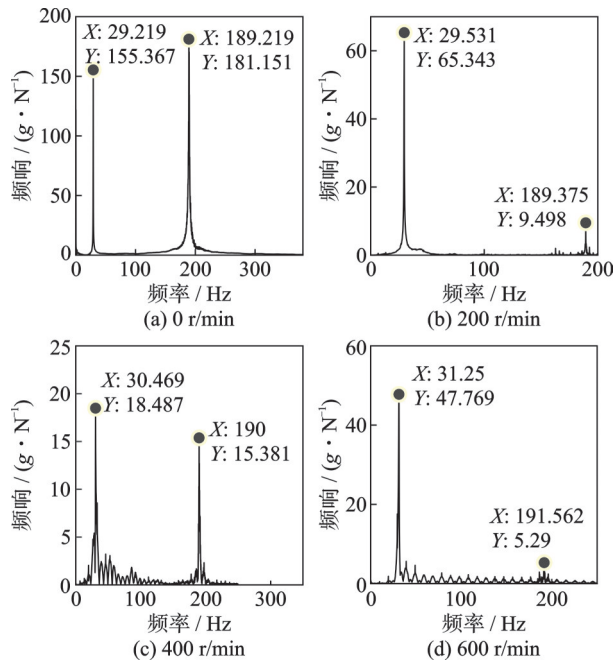 200
150
100
50
0
频响 / (g·N⁻¹)
X: 29.219
Y: 155.367
X: 189.219
Y: 181.151
0
200
400
频率 / Hz
(a) 0 r/min
60
40
20
0
频响 / (g·N⁻¹)
X: 29.531
Y: 65.343
X: 189.375
Y: 9.498
0
100
200
频率 / Hz
(b) 200 r/min
25
20
15
10
5
0
频响 / (g·N⁻¹)
X: 30.469
Y: 18.487
X: 190
Y: 15.381
0
100
200
300
频率 / Hz
(c) 400 r/min
60
40
20
0
频响 / (g·N⁻¹)
X: 31.25
Y: 47.769
X: 191.562
Y: 5.29
0
100
200
频率 / Hz
(d) 600 r/min